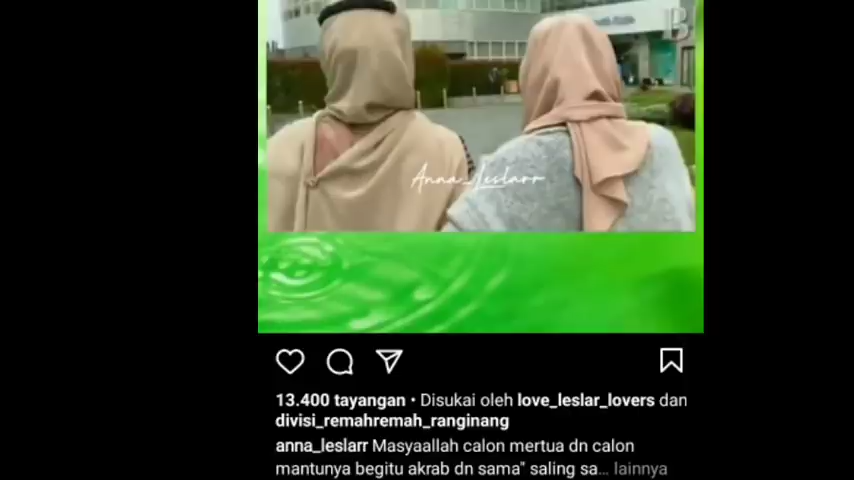 Anna_Leslarr
13.400 tayangan • Disukai oleh love_leslar_lovers dan
divisi_remahremah_ranginang
anna_leslarr Masyaallah calon mertua dn calon
mantunya begitu akrab dn sama" saling sa... lainnya